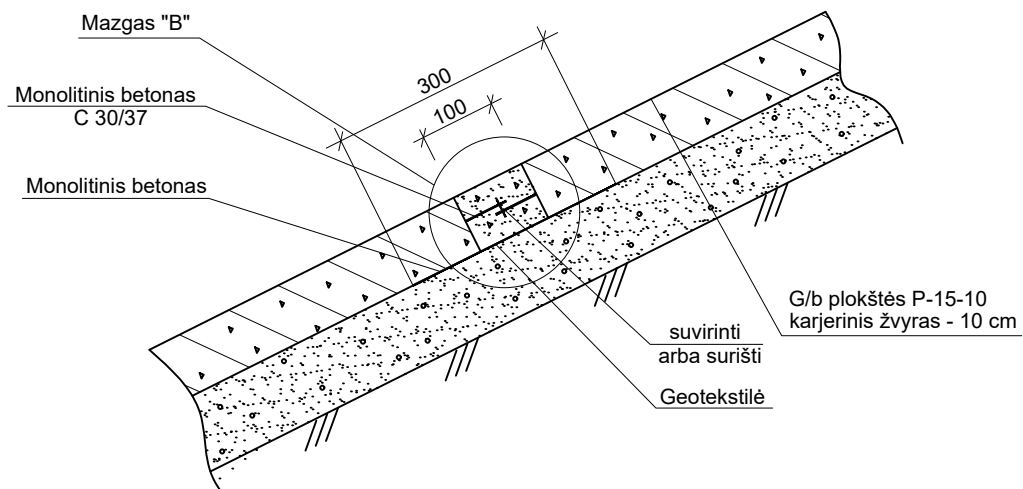 Mazgas "B"
Monolitinis betonas
C 30/37
Monolitinis betonas
300
100
G/b plokštės P-15-10
karjerinis žvyras - 10 cm
suvirinti
arba surišti
Geotekstilė